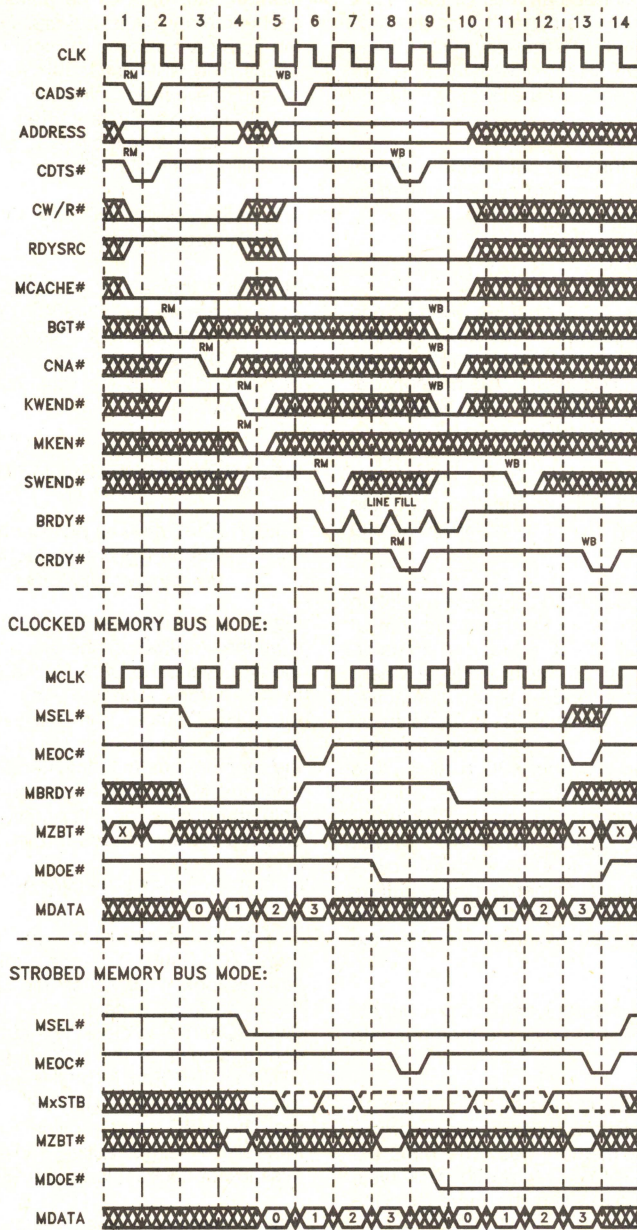 1 2 3 4 5 6 7 8 9 10 11 12 13 14
CLK
RM WB
CADS#
ADDRESS
RM WB
CDTS#
CW/R#
RDYSRC
MCACHE#
RM WB
BGT#
RM WB
CNA#
RM WB
KWEND#
RM
MKEN#
RM WB
SWEND#
LINE FILL
BRDY#
RM WB
CRDY#
CLOCKED MEMORY BUS MODE:
MCLK
MSEL#
MEOC#
MBRDY#
MZBT# X X X
MDOE#
MDATA 0 1 2 3 0 1 2 3
STROBED MEMORY BUS MODE:
MSEL#
MEOC#
MxSTB
MZBT#
MDOE#
MDATA 0 1 2 3 0 1 2 3